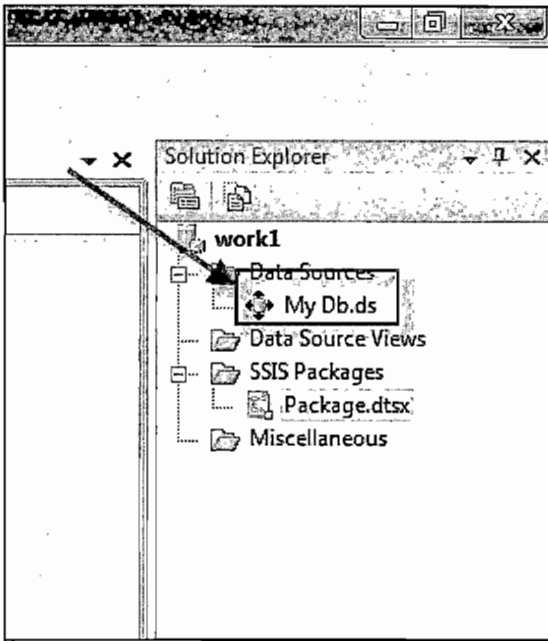 Solution Explorer
work1
Data Sources
My Db.ds
Data Source Views
SSIS Packages
Package.dtsx
Miscellaneous